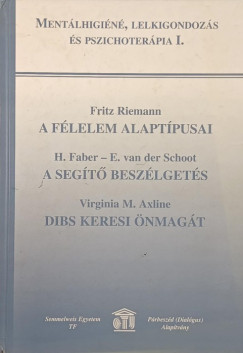 MENTÁLHIGIÉNÉ, LELKIGONDOZÁS
ÉS PSZICHOTERÁPIA I.
Fritz Riemann
A FÉLELEM ALAPTÍPUSAI
H. Faber – E. van der Schoot
A SEGÍTŐ BESZÉLGETÉS
Virginia M. Axline
DIBS KERESI ÖNMAGÁT
Semmelweis Egyetem
TF
Párbeszéd (Dialógus)
Alapítvány